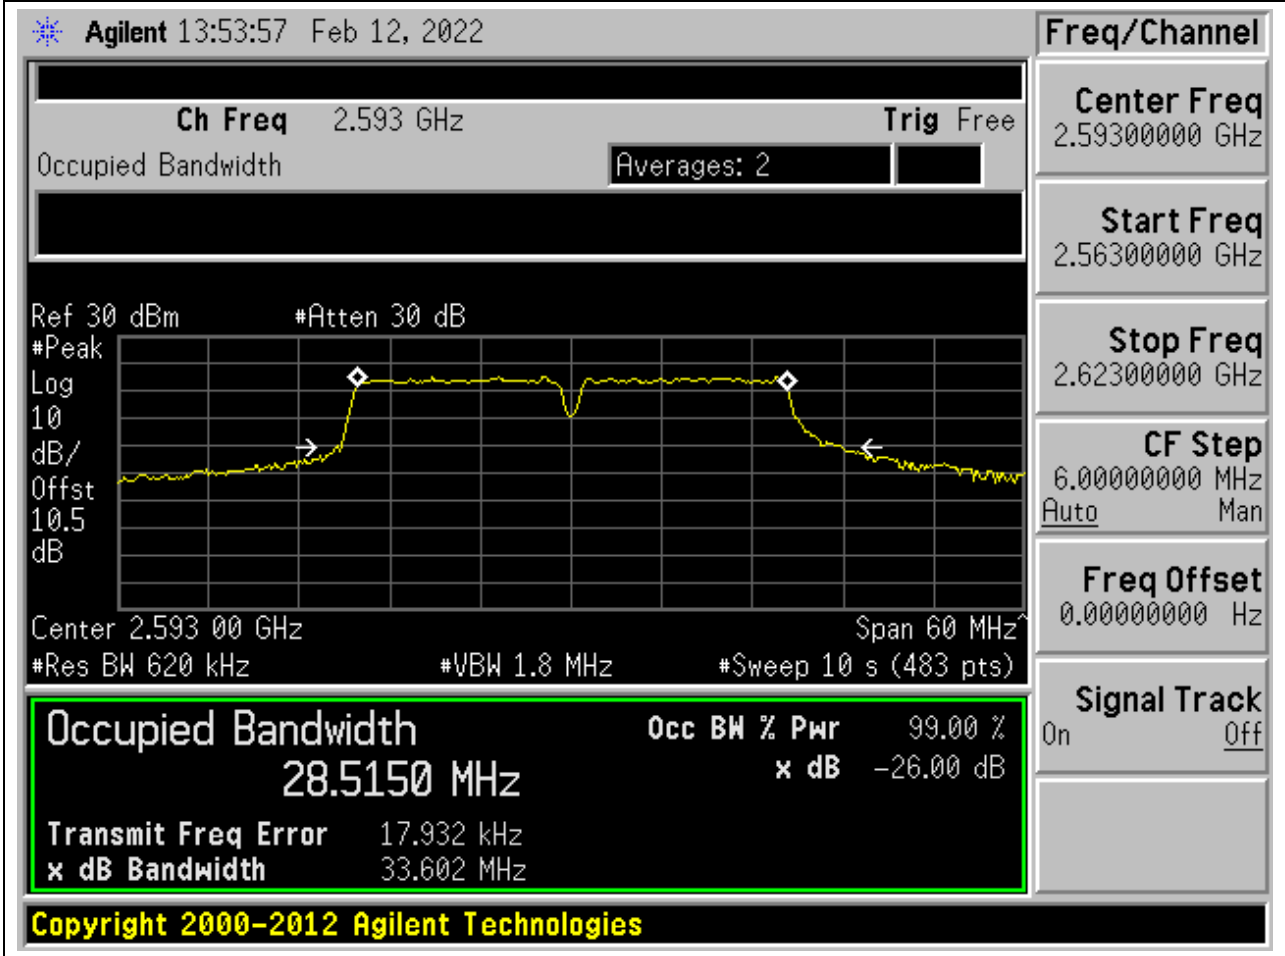 Agilent 13:53:57 Feb 12, 2022
Freq/Channel
Ch Freq 2.593 GHz Trig Free
Occupied Bandwidth Averages: 2
Center Freq
2.59300000 GHz
Start Freq
2.56300000 GHz
Stop Freq
2.62300000 GHz
CF Step
6.00000000 MHz
Auto Man
Freq Offset
0.00000000 Hz
Signal Track
On Off
Ref 30 dBm #Atten 30 dB
#Peak
Log
10
dB/
Offst
10.5
dB
Center 2.593 00 GHz Span 60 MHz^
#Res BW 620 kHz #VBW 1.8 MHz #Sweep 10 s (483 pts)
Occupied Bandwidth Occ BW % Pwr 99.00 %
28.5150 MHz x dB -26.00 dB
Transmit Freq Error 17.932 kHz
x dB Bandwidth 33.602 MHz
Copyright 2000-2012 Agilent Technologies